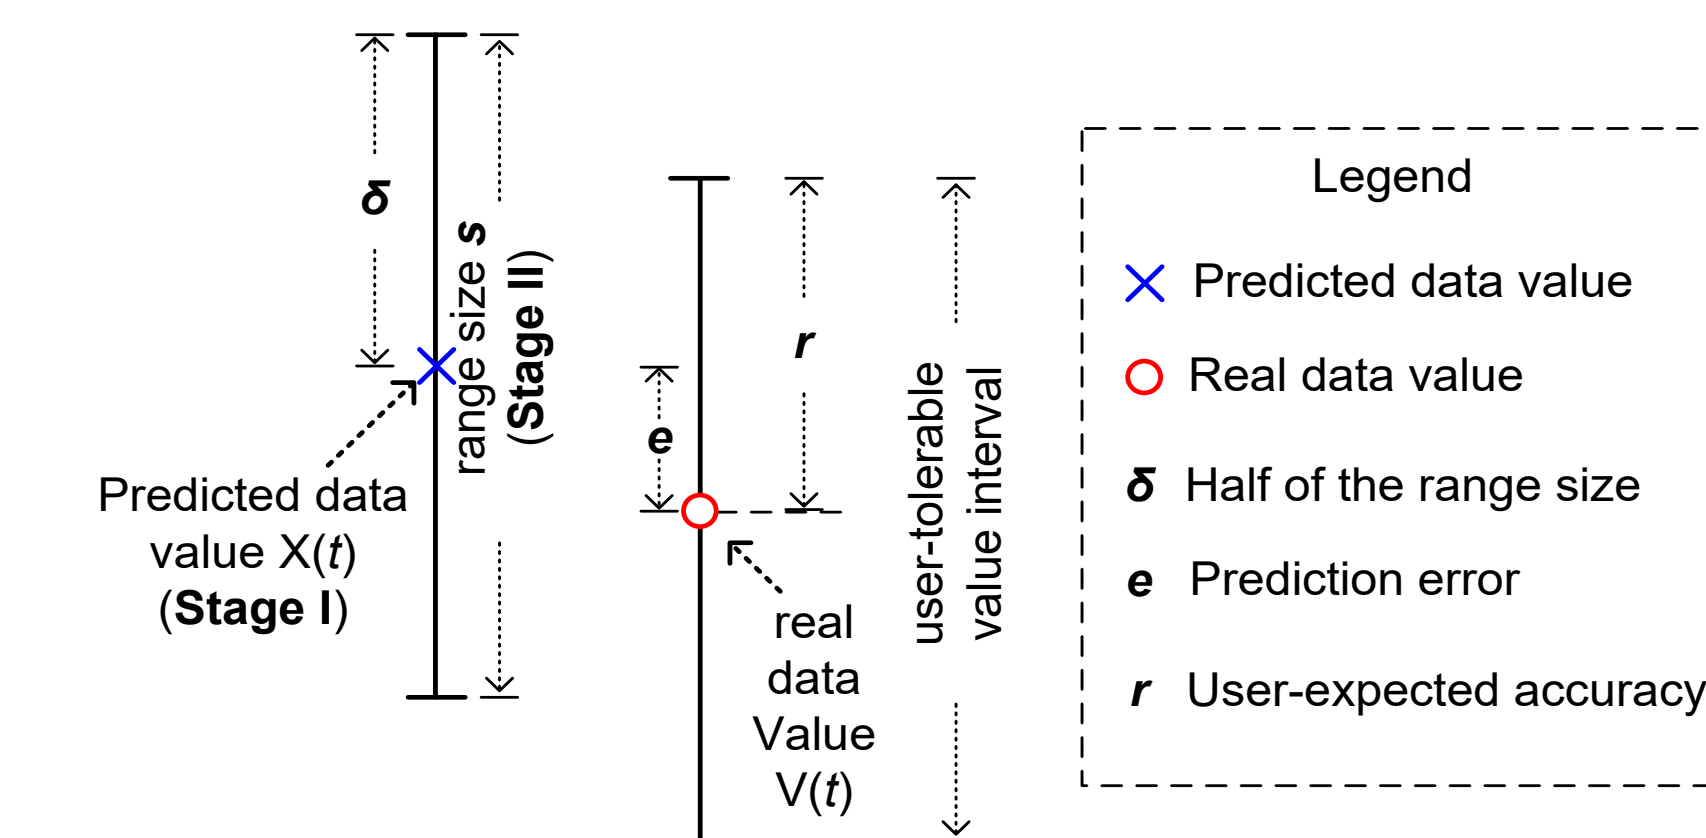 δ
range size s
(Stage II)
Predicted data
value X(t)
(Stage I)
e
r
real
data
Value
V(t)
user-tolerable
value interval
Legend
Predicted data value
Real data value
δ Half of the range size
e Prediction error
r User-expected accuracy